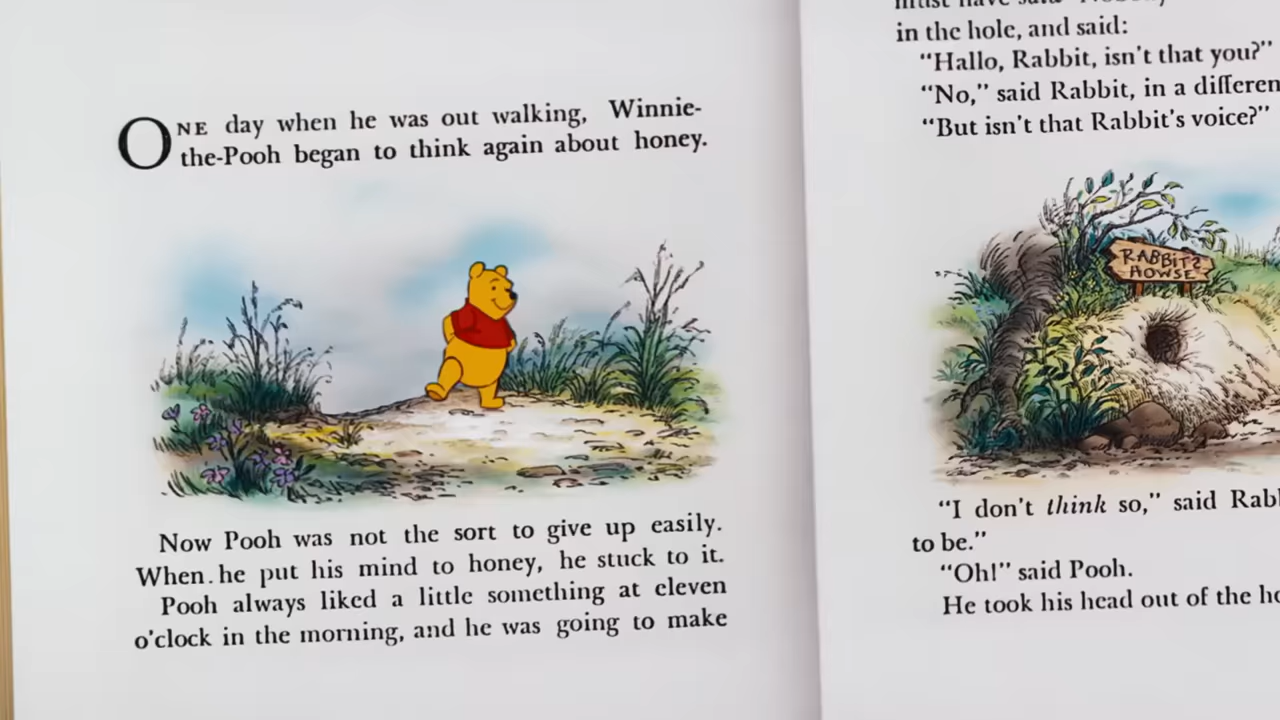 ONE day when he was out walking, Winnie-
the-Pooh began to think again about honey.
Now Pooh was not the sort to give up easily.
When he put his mind to honey, he stuck to it.
Pooh always liked a little something at eleven
o'clock in the morning, and he was going to make
in the hole, and said:
“Hallo, Rabbit, isn't that you?”
“No,” said Rabbit, in a differen
“But isn't that Rabbit's voice?”
RABBITS
HOWSE
“I don't think so,” said Rab
to be.”
“Oh!” said Pooh.
He took his head out of the ho